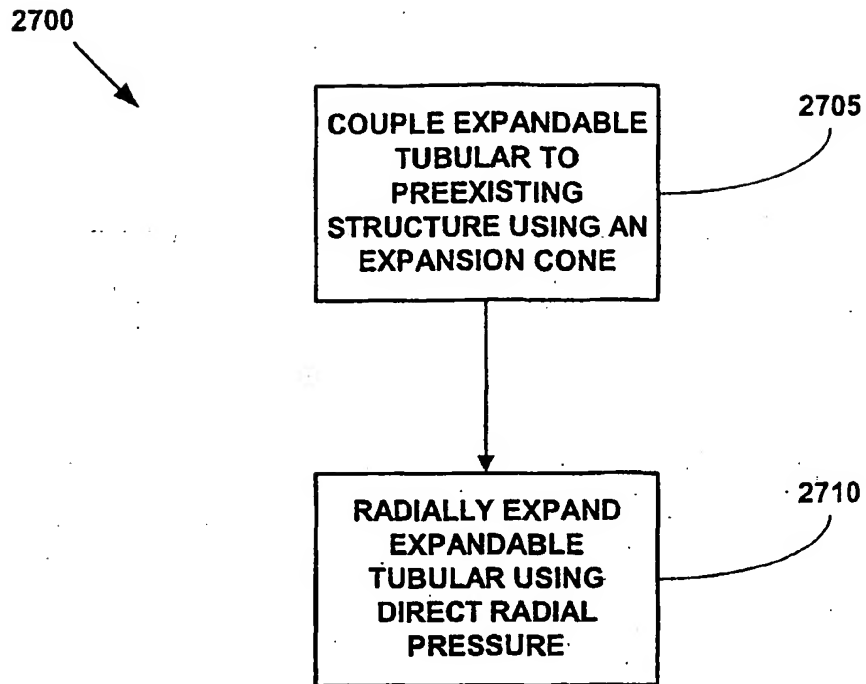 2700
COUPLE EXPANDABLE
TUBULAR TO
PREEXISTING
STRUCTURE USING AN
EXPANSION CONE
2705
RADIALLY EXPAND
EXPANDABLE
TUBULAR USING
DIRECT RADIAL
PRESSURE
2710